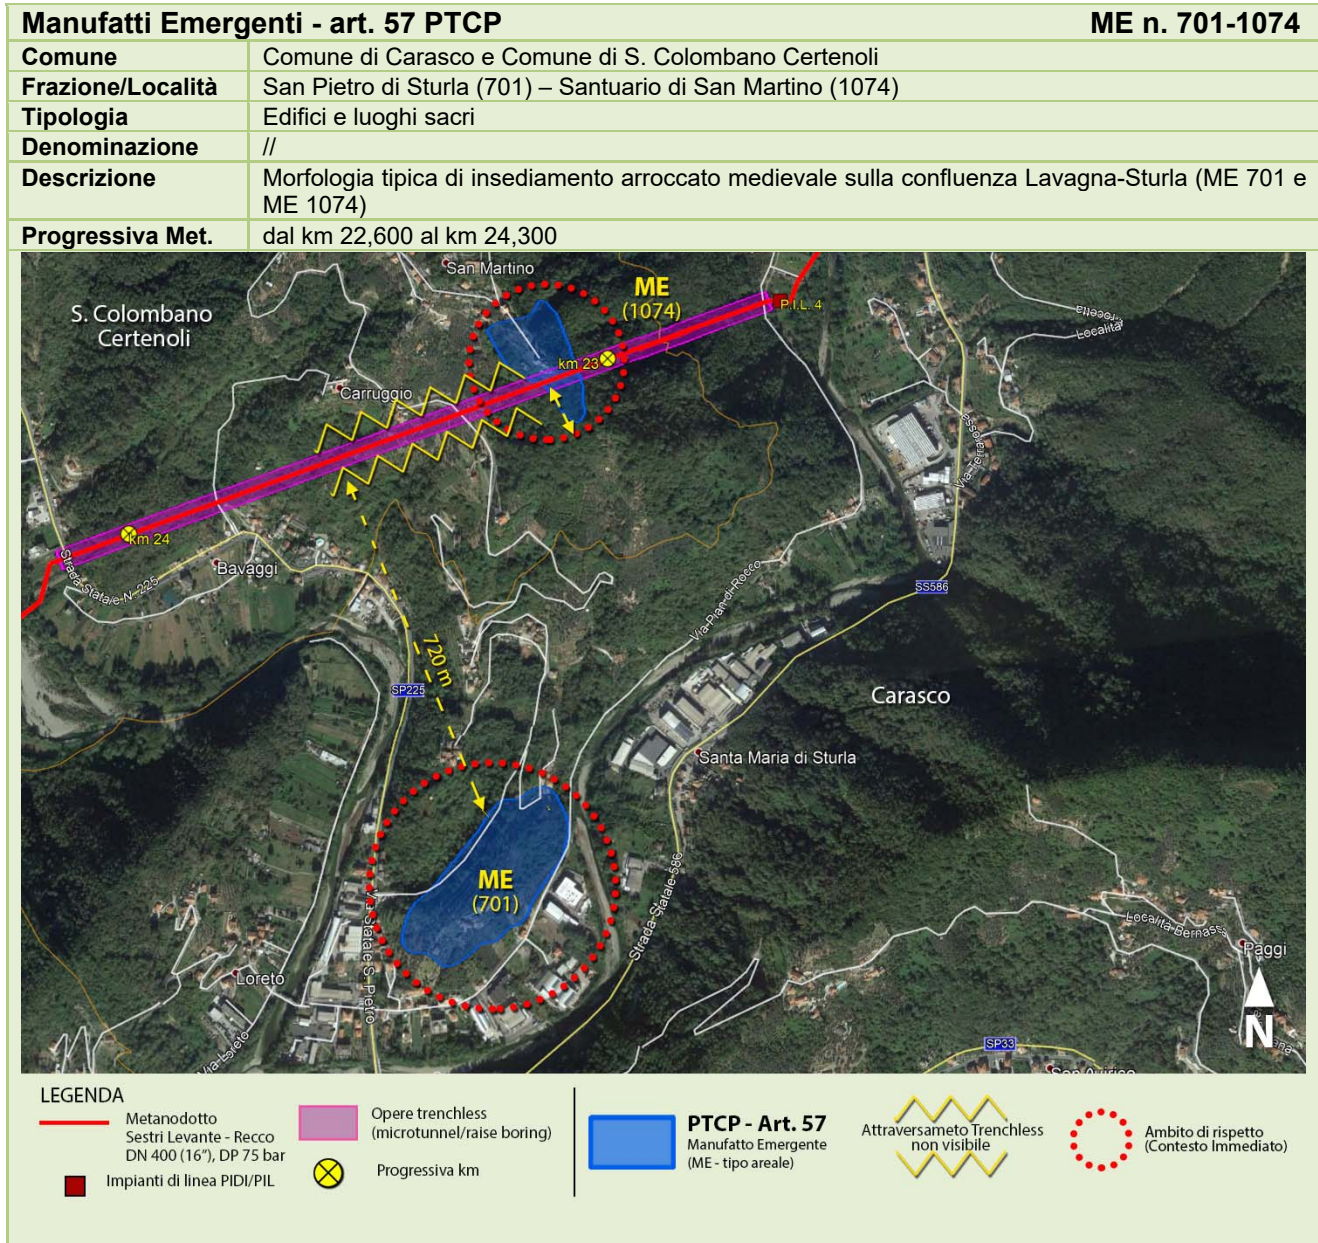 Manufatti Emergenti - art. 57 PTCP ME n. 701-1074
Comune Comune di Carasco e Comune di S. Colombano Certenoli
Frazione/Località San Pietro di Sturla (701) – Santuario di San Martino (1074)
Tipologia Edifici e luoghi sacri
Denominazione //
Descrizione Morfologia tipica di insediamento arroccato medievale sulla confluenza Lavagna-Sturla (ME 701 e
ME 1074)
Progressiva Met. dal km 22,600 al km 24,300
San Martino
ME
(1074)
P.I.L. 4
S. Colombano
Certenoli
Località
km 23
Carruggio
km 24
Bavaggi
Strada Statale N. 225
Via Pian di Rocco
SS586
720 m
SP225
Carasco
Santa Maria di Sturla
ME
(701)
Via Statale S. Pietro
Strada Statale 586
Località Bernasca
Paggi
Loreto
Via Loreto
N
SP33
LEGENDA
Metanodotto
Sestri Levante - Recco
DN 400 (16"), DP 75 bar
Impianti di linea PIDI/PIL
Opere trenchless
(microtunnel/raise boring)
Progressiva km
PTCP - Art. 57
Manufatto Emergente
(ME - tipo areale)
Attraversameto Trenchless
non visibile
Ambito di rispetto
(Contesto Immediato)